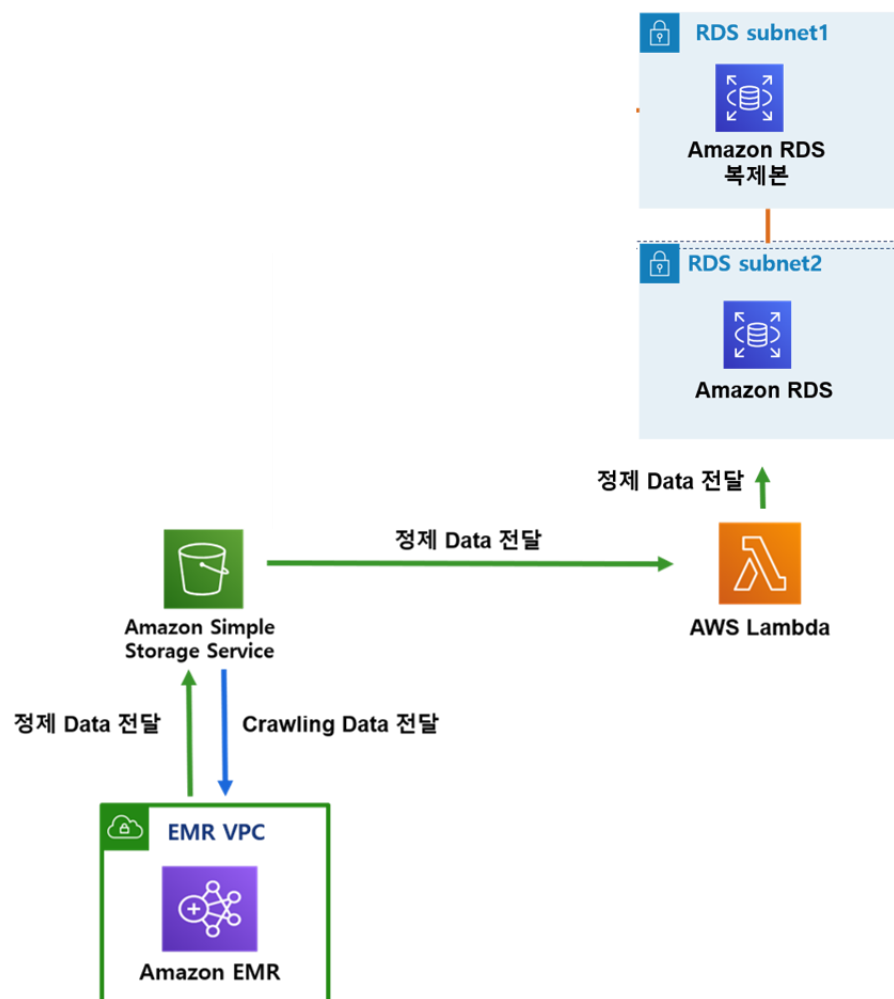 RDS subnet1
Amazon RDS
복제본
RDS subnet2
Amazon RDS
정제 Data 전달
정제 Data 전달
Amazon Simple
Storage Service
AWS Lambda
정제 Data 전달
Crawling Data 전달
EMR VPC
Amazon EMR